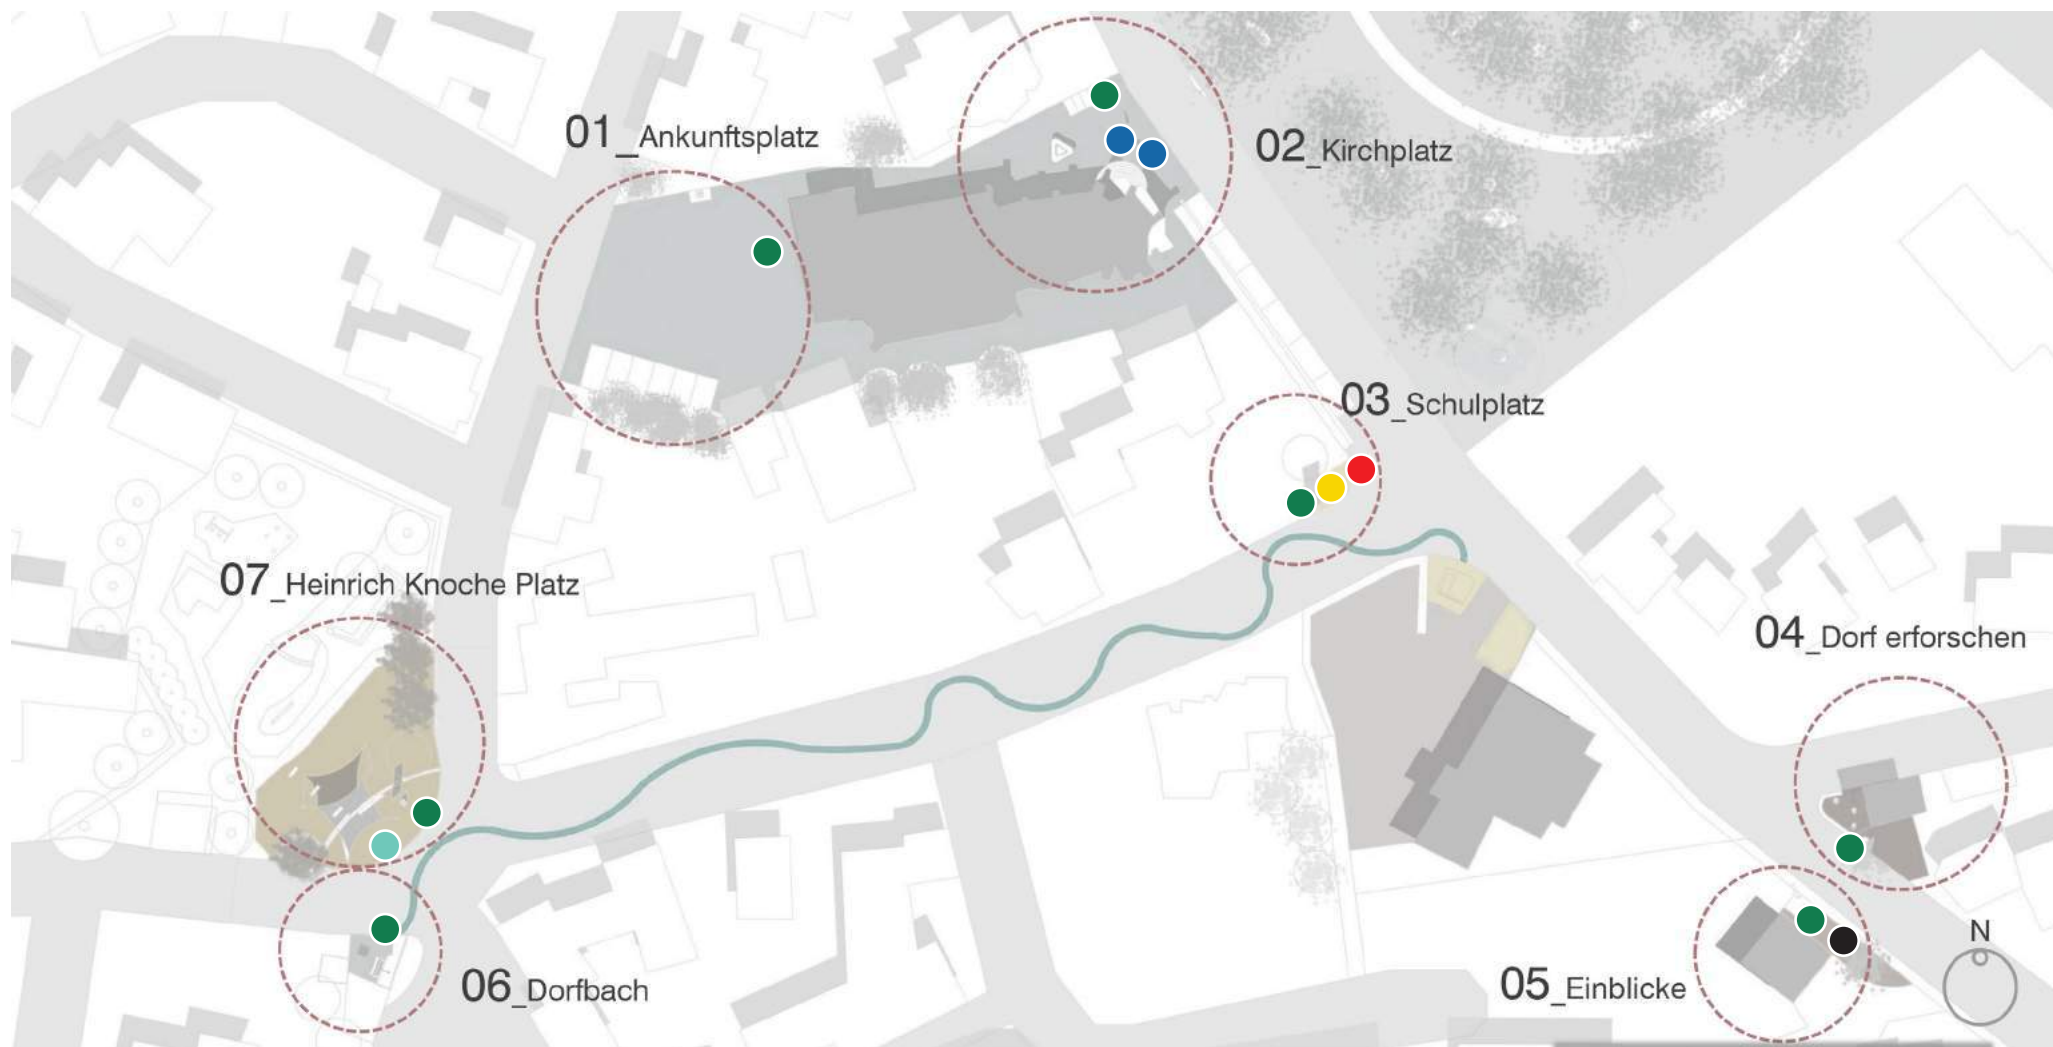 01_Ankunftsplatz
02_Kirchplatz
03_Schulplatz
07_Heinrich Knoche Platz
04_Dorf erforschen
N
05_Einblicke
06_Dorfbach